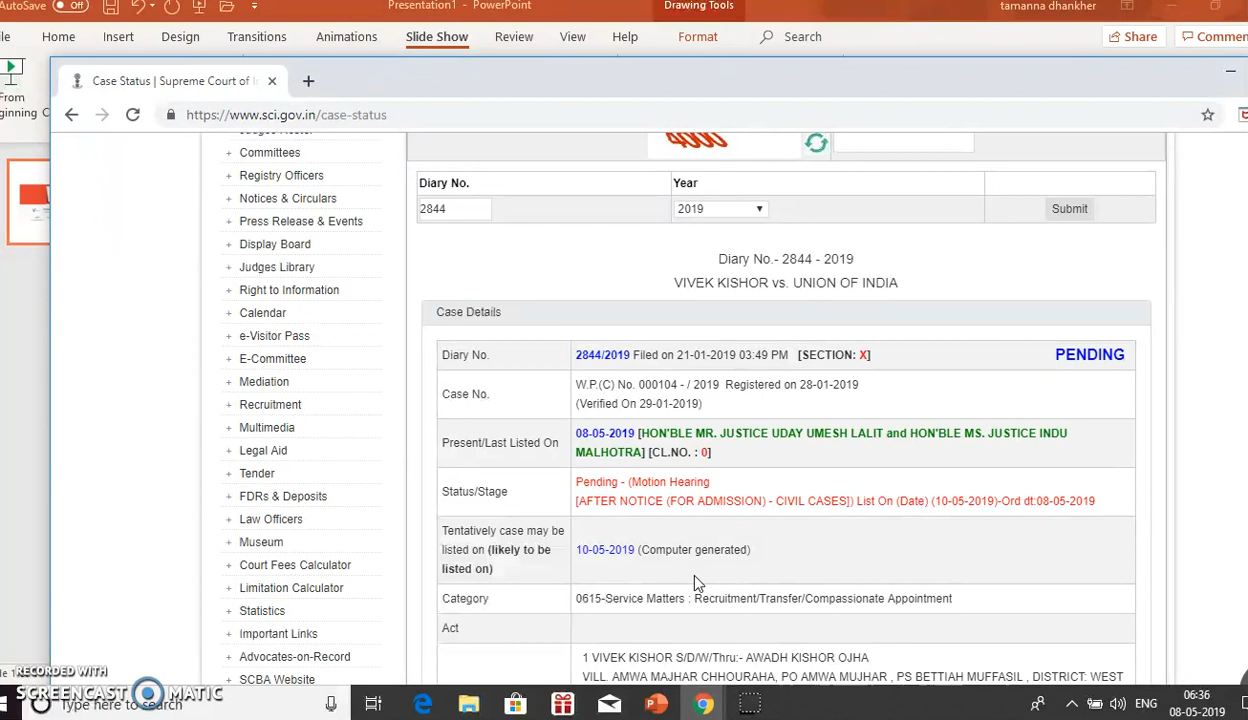 AutoSave Off Presentation1 - PowerPoint Drawing Tools tamanna dhankher
Home Insert Design Transitions Animations Slide Show Review View Help Format Search Share
From
Case Status | Supreme Court of
https://www.sci.gov.in/case-status
Committees
Registry Officers
Notices & Circulars
Press Release & Events
Display Board
Judges Library
Right to Information
Calendar
e-Visitor Pass
E-Committee
Mediation
Recruitment
Multimedia
Legal Aid
Tender
FDRs & Deposits
Law Officers
Museum
Court Fees Calculator
Limitation Calculator
Statistics
Important Links
Advocates-on-Record
SCBA Website
Diary No. Year
2844 2019 Submit
Diary No.- 2844 - 2019
VIVEK KISHOR vs. UNION OF INDIA
Case Details
Diary No. 2844/2019 Filed on 21-01-2019 03:49 PM [SECTION: X] PENDING
Case No. W.P.(C) No. 000104 - / 2019 Registered on 28-01-2019
(Verified On 29-01-2019)
Present/Last Listed On 08-05-2019 [HON'BLE MR. JUSTICE UDAY UMESH LALIT and HON'BLE MS. JUSTICE INDU
MALHOTRA] [CL.NO. : 0]
Status/Stage Pending - (Motion Hearing
[AFTER NOTICE (FOR ADMISSION) - CIVIL CASES]) List On (Date) (10-05-2019)-Ord dt:08-05-2019
Tentatively case may be
listed on (likely to be
listed on)
10-05-2019 (Computer generated)
Category 0615-Service Matters : Recruitment/Transfer/Compassionate Appointment
Act
1 VIVEK KISHOR S/D/W/Thru:- AWADH KISHOR OJHA
VILL. AMWA MAJHAR CHHOURAHA, PO AMWA MUJHAR , PS BETTIAH MUFFASIL , DISTRICT: WEST
RECORDED WITH
SCREENCAST MATIC
Type here to search
ENG
06:36
08-05-2019